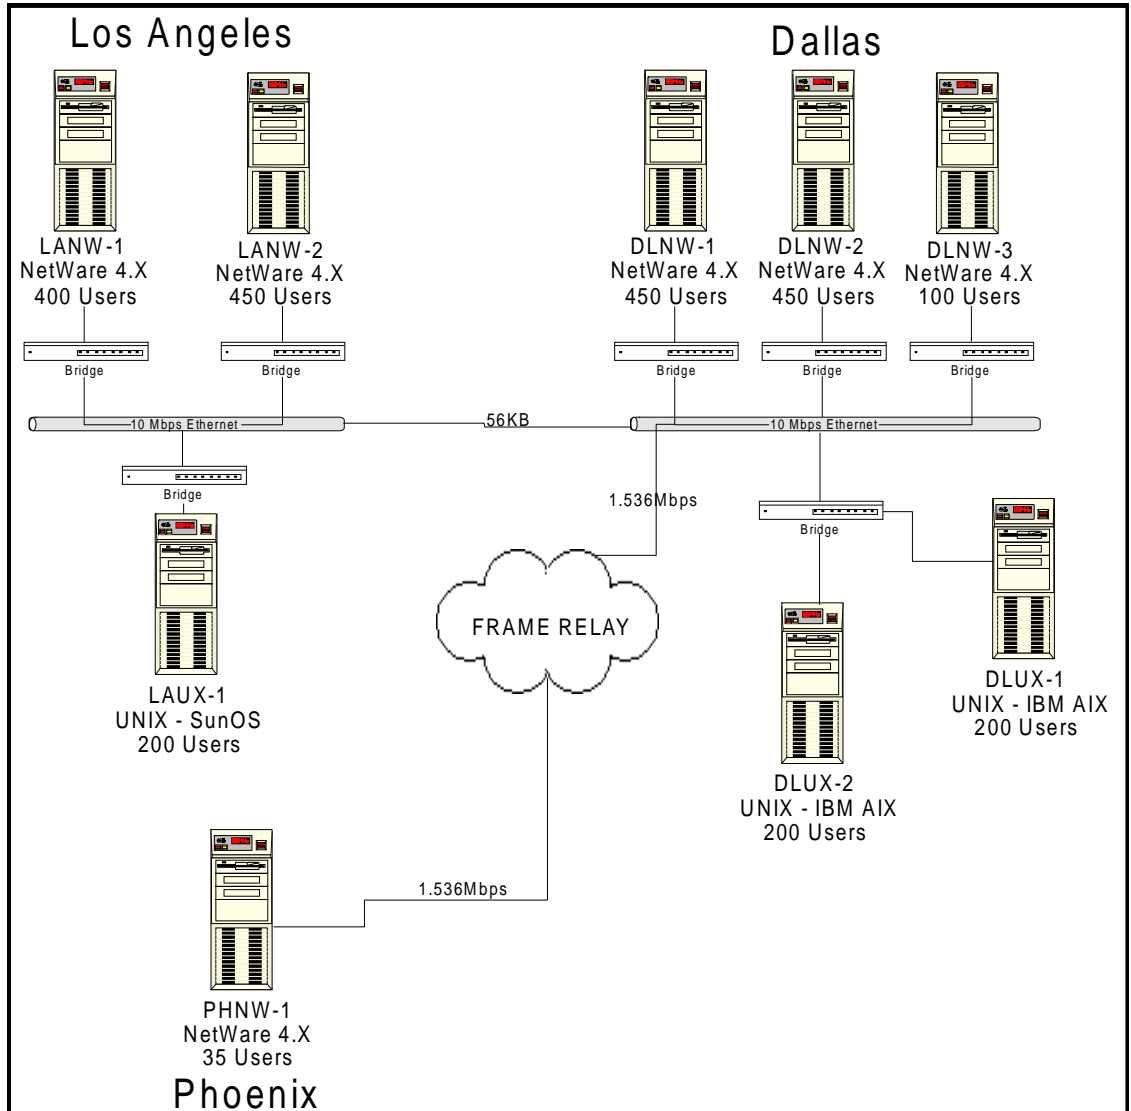 Los Angeles
Dallas
LANW-1
NetWare 4.X
400 Users
LANW-2
NetWare 4.X
450 Users
DLNW-1
NetWare 4.X
450 Users
DLNW-2
NetWare 4.X
450 Users
DLNW-3
NetWare 4.X
100 Users
Bridge
Bridge
Bridge
Bridge
Bridge
10 Mbps Ethernet
56KB
10 Mbps Ethernet
Bridge
1.536Mbps
Bridge
FRAME RELAY
LAUX-1
UNIX - SunOS
200 Users
DLUX-1
UNIX - IBM AIX
200 Users
DLUX-2
UNIX - IBM AIX
200 Users
1.536Mbps
PHNW-1
NetWare 4.X
35 Users
Phoenix